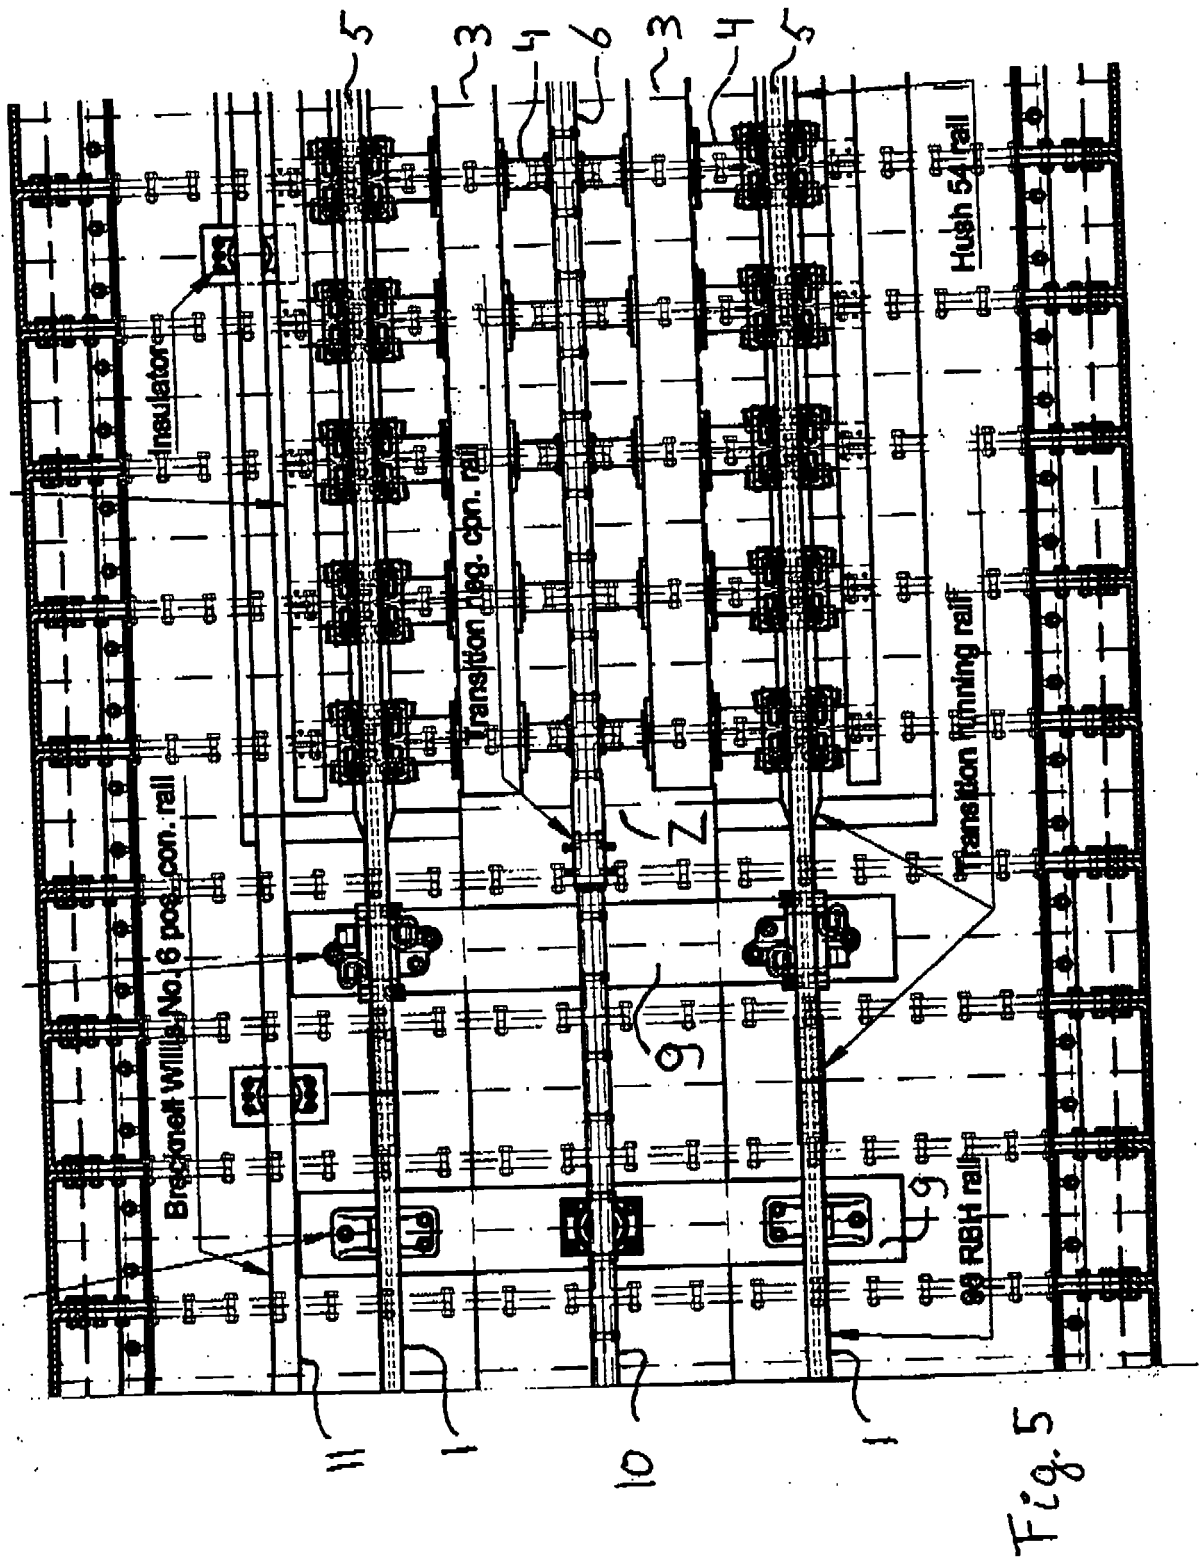 5
3
4
6
3
4
5
Insulator
Hush 54 rail
Transition neg. con. rail
Transition running rail
Brecknell Willis No. 6 pos. con. rail
2
9
9
RBH rail
11
1
10
1
Fig. 5